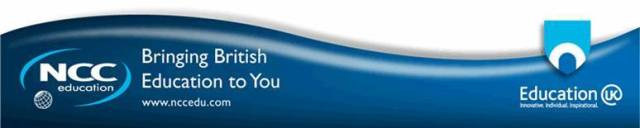 NCC
education
Bringing British
Education to You
www.nccedu.com
Education UK
Innovative. Individual. Inspirational.